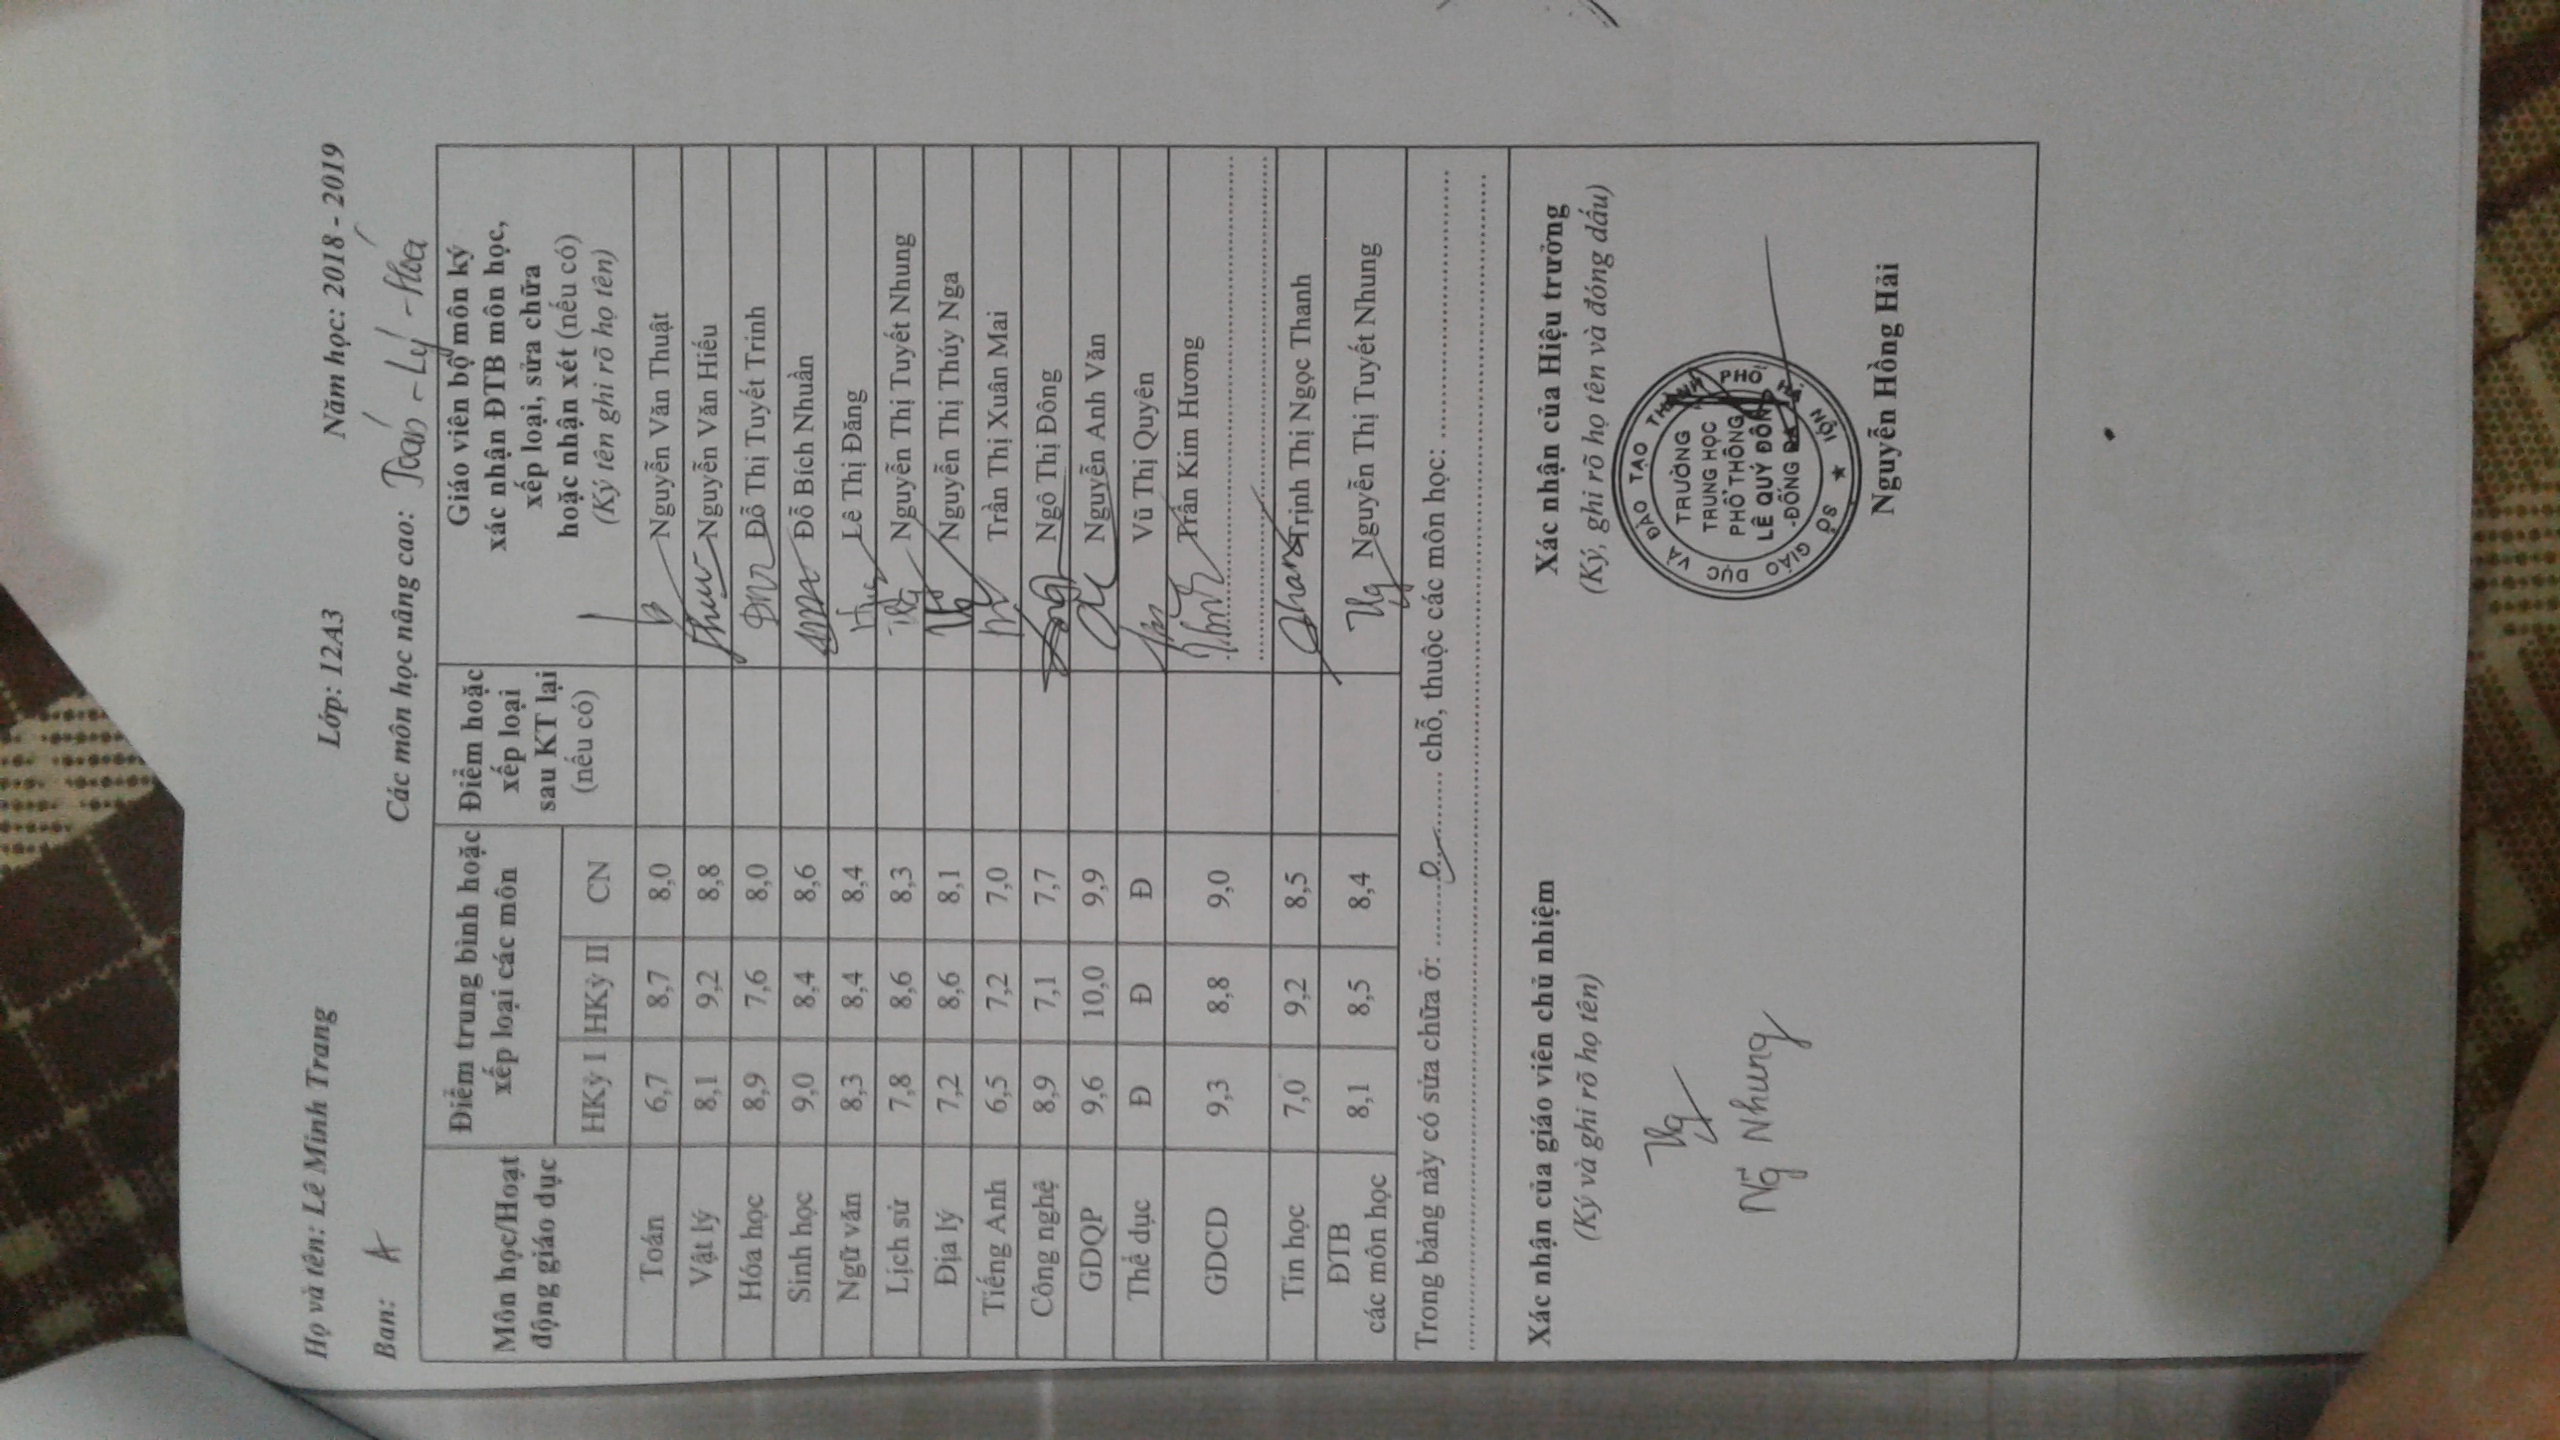 Họ và tên: Lê Minh Trang Lớp: 12A3 Năm học: 2018 - 2019
Ban: A Các môn học nâng cao: Toán - Lý - Hóa
Môn học/Hoạt động giáo dục
Điểm trung bình hoặc xếp loại các môn
HKỳ I HKỳ II CN
Điểm hoặc xếp loại sau KT lại (nếu có)
Giáo viên bộ môn ký xác nhận ĐTB môn học, xếp loại, sửa chữa hoặc nhận xét (nếu có)
(Ký tên ghi rõ họ tên)
Toán 6,7 8,7 8,0 Nguyễn Văn Thuật
Vật lý 8,1 9,2 8,8 Nguyễn Văn Hiếu
Hóa học 8,9 7,6 8,0 Đỗ Thị Tuyết Trinh
Sinh học 9,0 8,4 8,6 Đỗ Bích Nhuần
Ngữ văn 8,3 8,4 8,4 Lê Thị Đăng
Lịch sử 7,8 8,6 8,3 Nguyễn Thị Tuyết Nhung
Địa lý 7,2 8,6 8,1 Nguyễn Thị Thúy Nga
Tiếng Anh 6,5 7,2 7,0 Trần Thị Xuân Mai
Công nghệ 8,9 7,1 7,7 Ngô Thị Đông
GDQP 9,6 10,0 9,9 Nguyễn Anh Văn
Thể dục Đ Đ Đ Vũ Thị Quyên
GDCD 9,3 8,8 9,0 Trần Kim Hương
Tin học 7,0 9,2 8,5 Trịnh Thị Ngọc Thanh
ĐTB các môn học 8,1 8,5 8,4 Nguyễn Thị Tuyết Nhung
Trong bảng này có sửa chữa ở: ........0........ chỗ, thuộc các môn học: ........................
Xác nhận của giáo viên chủ nhiệm Xác nhận của Hiệu trưởng
(Ký và ghi rõ họ tên) (Ký, ghi rõ họ tên và đóng dấu)
Ng~ Nhung
SỞ GIÁO DỤC VÀ ĐÀO TẠO THÀNH PHỐ HÀ NỘI
TRƯỜNG
TRUNG HỌC
PHỔ THÔNG
LÊ QUÝ ĐÔN
-ĐỐNG ĐA
Nguyễn Hồng Hải